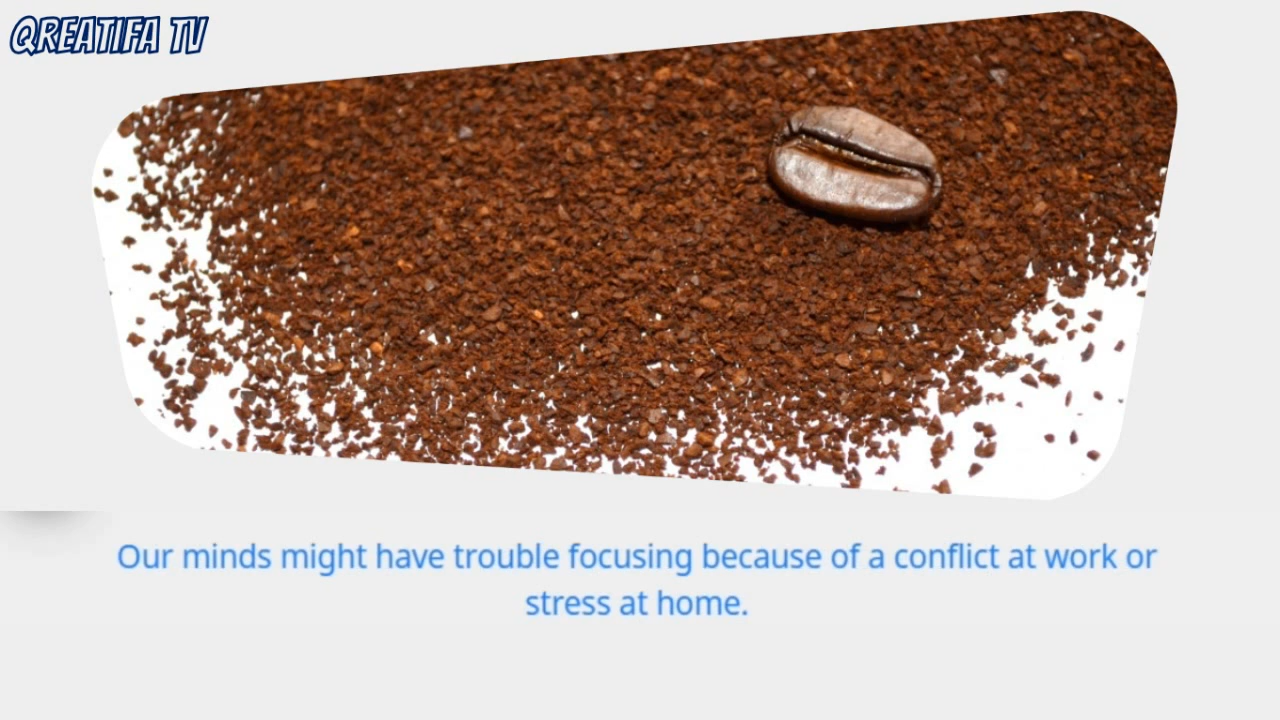 QREATIFA TV
Our minds might have trouble focusing because of a conflict at work or
stress at home.